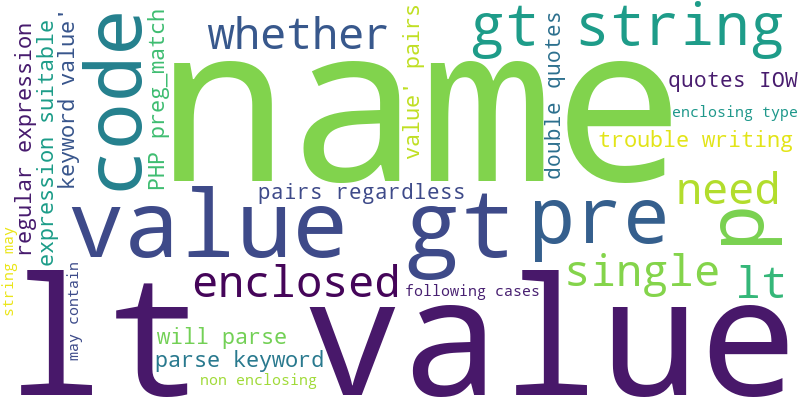 name
lt value
value gt
code
string
gt
whether
pre
p
need
single
lt
enclosed
quotes IOW
enclosing type
trouble writing
double quotes
value' pairs
PHP preg_match
keyword value'
expression suitable
regular expression
pairs regardless
following cases
will parse
parse keyword
non enclosing
may contain
string may